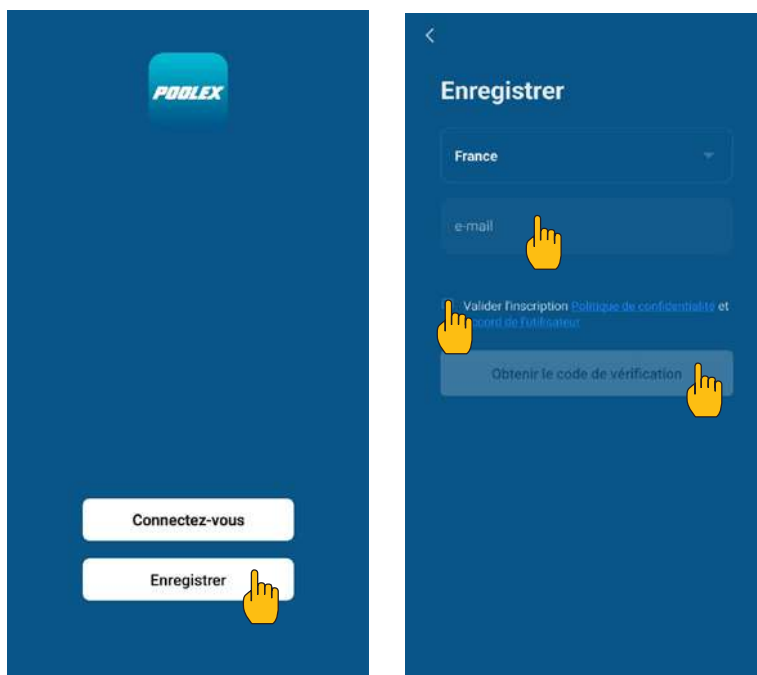 POOLEX
Connectez-vous
Enregistrer
Enregistrer
France
e-mail
Valider l'inscription Politique de confidentialité et
Accord de l'utilisateur
Obtenir le code de vérification